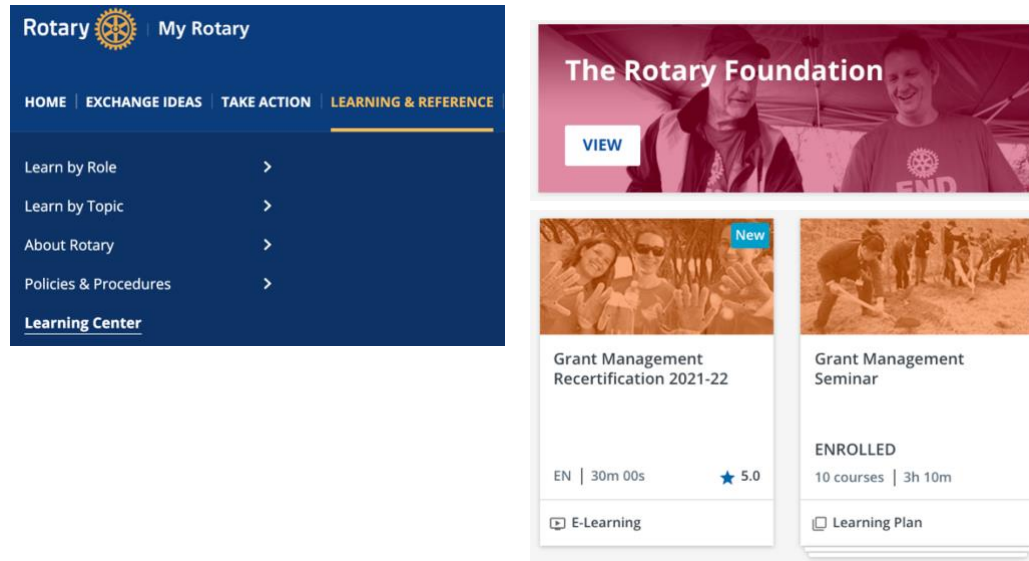 Rotary | My Rotary
HOME | EXCHANGE IDEAS | TAKE ACTION | LEARNING & REFERENCE
Learn by Role
Learn by Topic
About Rotary
Policies & Procedures
Learning Center
The Rotary Foundation
VIEW
END
New
Grant Management
Recertification 2021-22
EN | 30m 00s ★ 5.0
E-Learning
Grant Management
Seminar
ENROLLED
10 courses | 3h 10m
Learning Plan